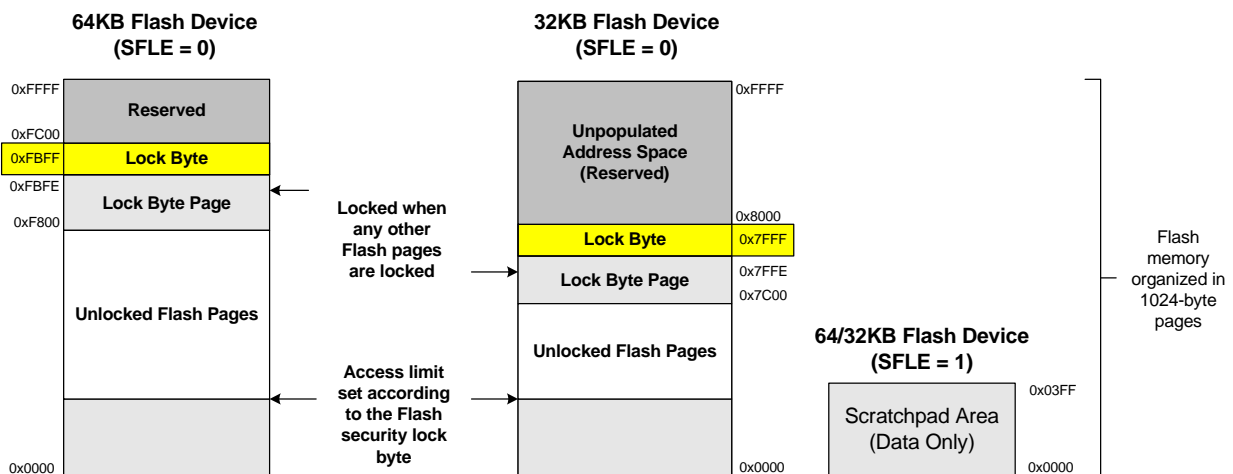 64KB Flash Device
(SFLE = 0)
0xFFFF
Reserved
0xFC00
0xFBFF
Lock Byte
0xFBFE
Lock Byte Page
0xF800
Unlocked Flash Pages
0x0000
Locked when
any other
Flash pages
are locked
Access limit
set according
to the Flash
security lock
byte
32KB Flash Device
(SFLE = 0)
0xFFFF
Unpopulated
Address Space
(Reserved)
0x8000
Lock Byte
0x7FFF
0x7FFE
Lock Byte Page
0x7C00
Unlocked Flash Pages
0x0000
64/32KB Flash Device
(SFLE = 1)
0x03FF
Scratchpad Area
(Data Only)
0x0000
Flash
memory
organized in
1024-byte
pages